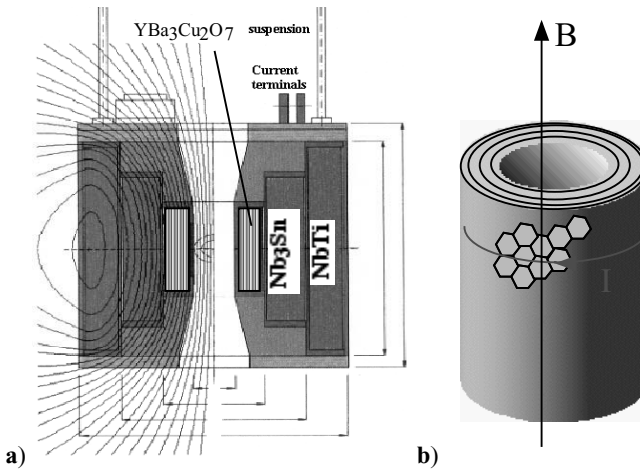 YBa3Cu2O7 suspension
Current
terminals
Nb3Sn
NbTi
a)
B
I
b)